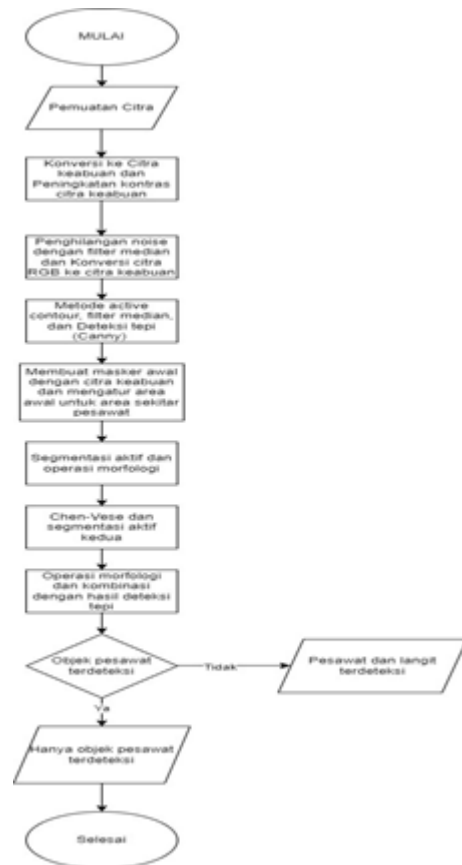 MULAI
Pemuatan Citra
Konversi ke Citra
keabuan dan
Peningkatan kontras
citra keabuan
Penghilangan noise
dengan filter median
dan Konversi citra
RGB ke citra keabuan
Metode active
contour, filter median,
dan Deteksi tepi
(Canny)
Membuat masker awal
dengan citra keabuan
dan mengatur area
awal untuk area sekitar
pesawat
Segmentasi aktif dan
operasi morfologi
Chen-Vese dan
segmentasi aktif
kedua
Operasi morfologi
dan kombinasi
dengan hasil deteksi
tepi
Objek pesawat
terdeteksi
Tidak
Pesawat dan langit
terdeteksi
Ya
Hanya objek pesawat
terdeteksi
Selesai